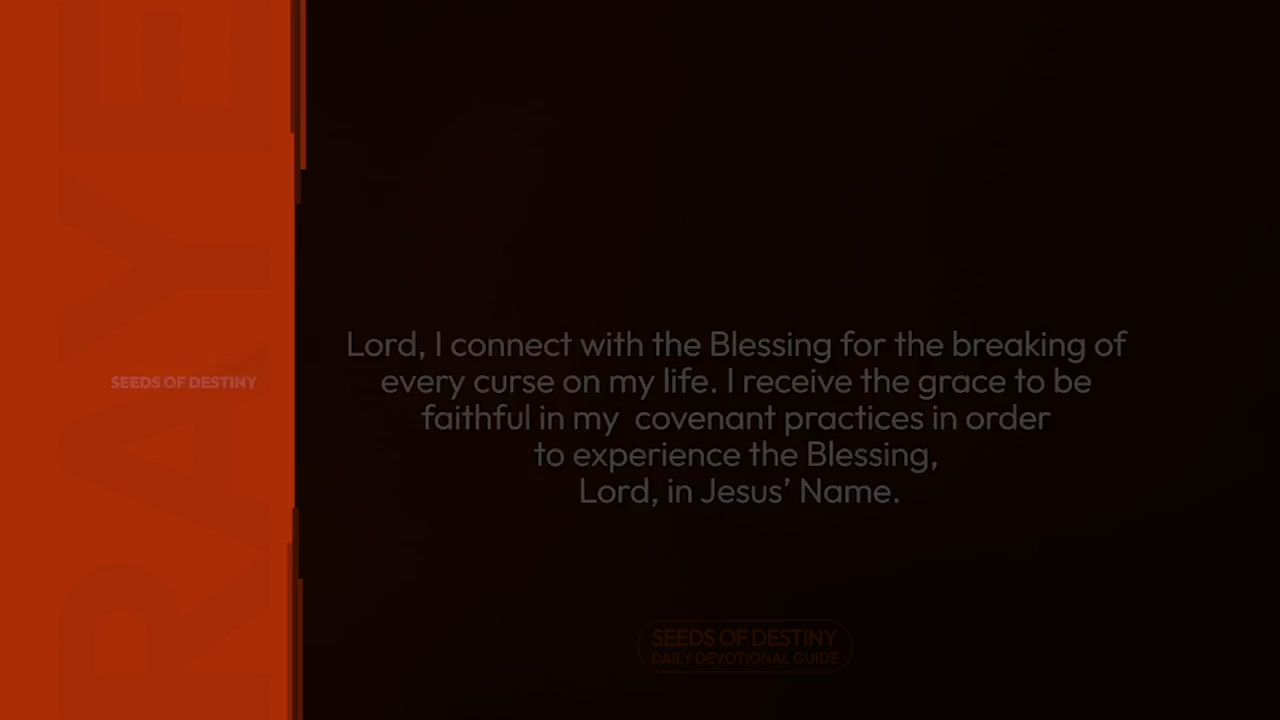 RAYE
SEEDS OF DESTINY
Lord, I connect with the Blessing for the breaking of
every curse on my life. I receive the grace to be
faithful in my  covenant practices in order
to experience the Blessing,
Lord, in Jesus’ Name.
SEEDS OF DESTINY
DAILY DEVOTIONAL GUIDE